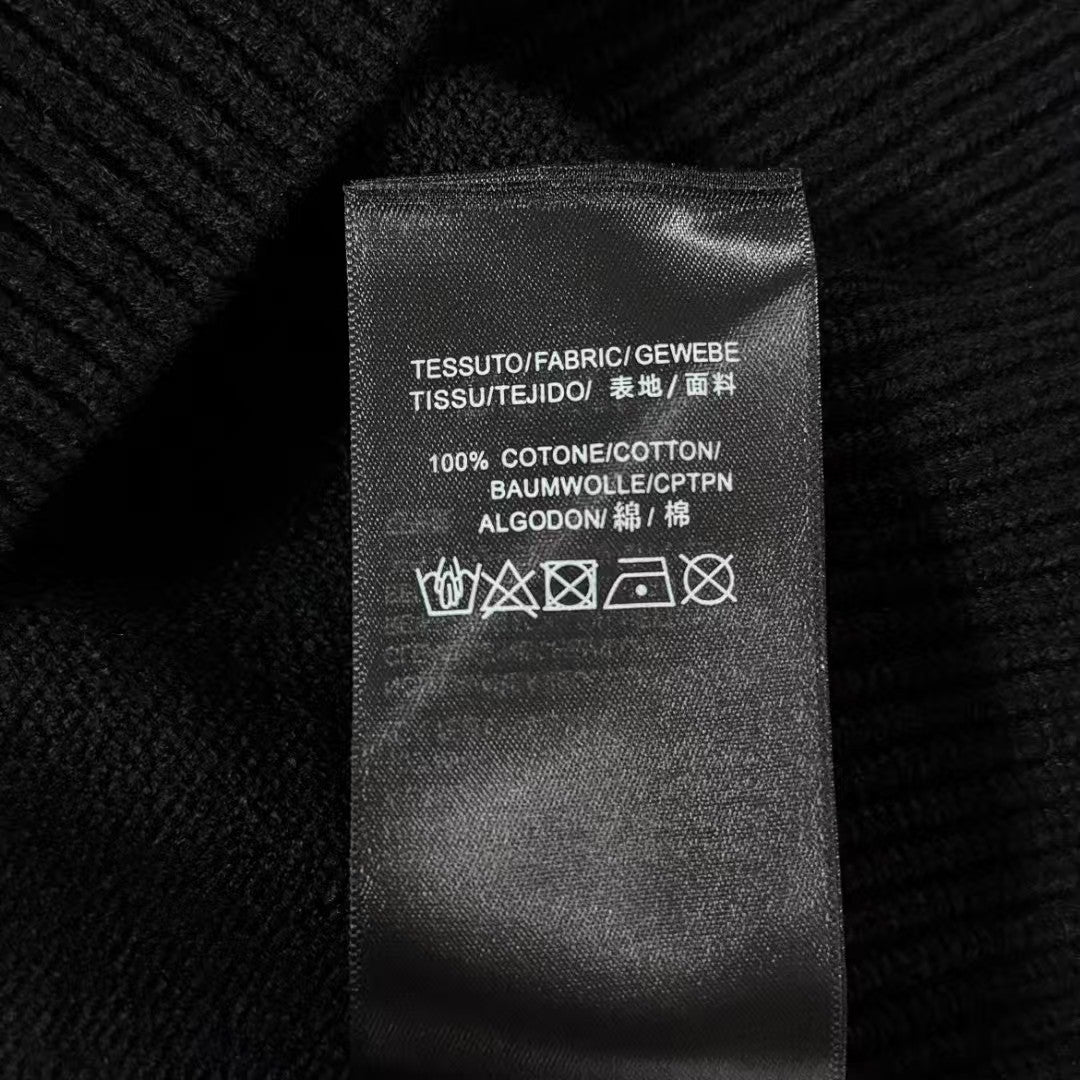 TESSUTO/FABRIC/GEWEBE
TISSU/TEJIDO/ 表地/面料
100% COTONE/COTTON/
BAUMWOLLE/CPTPN
ALGODON/綿/棉